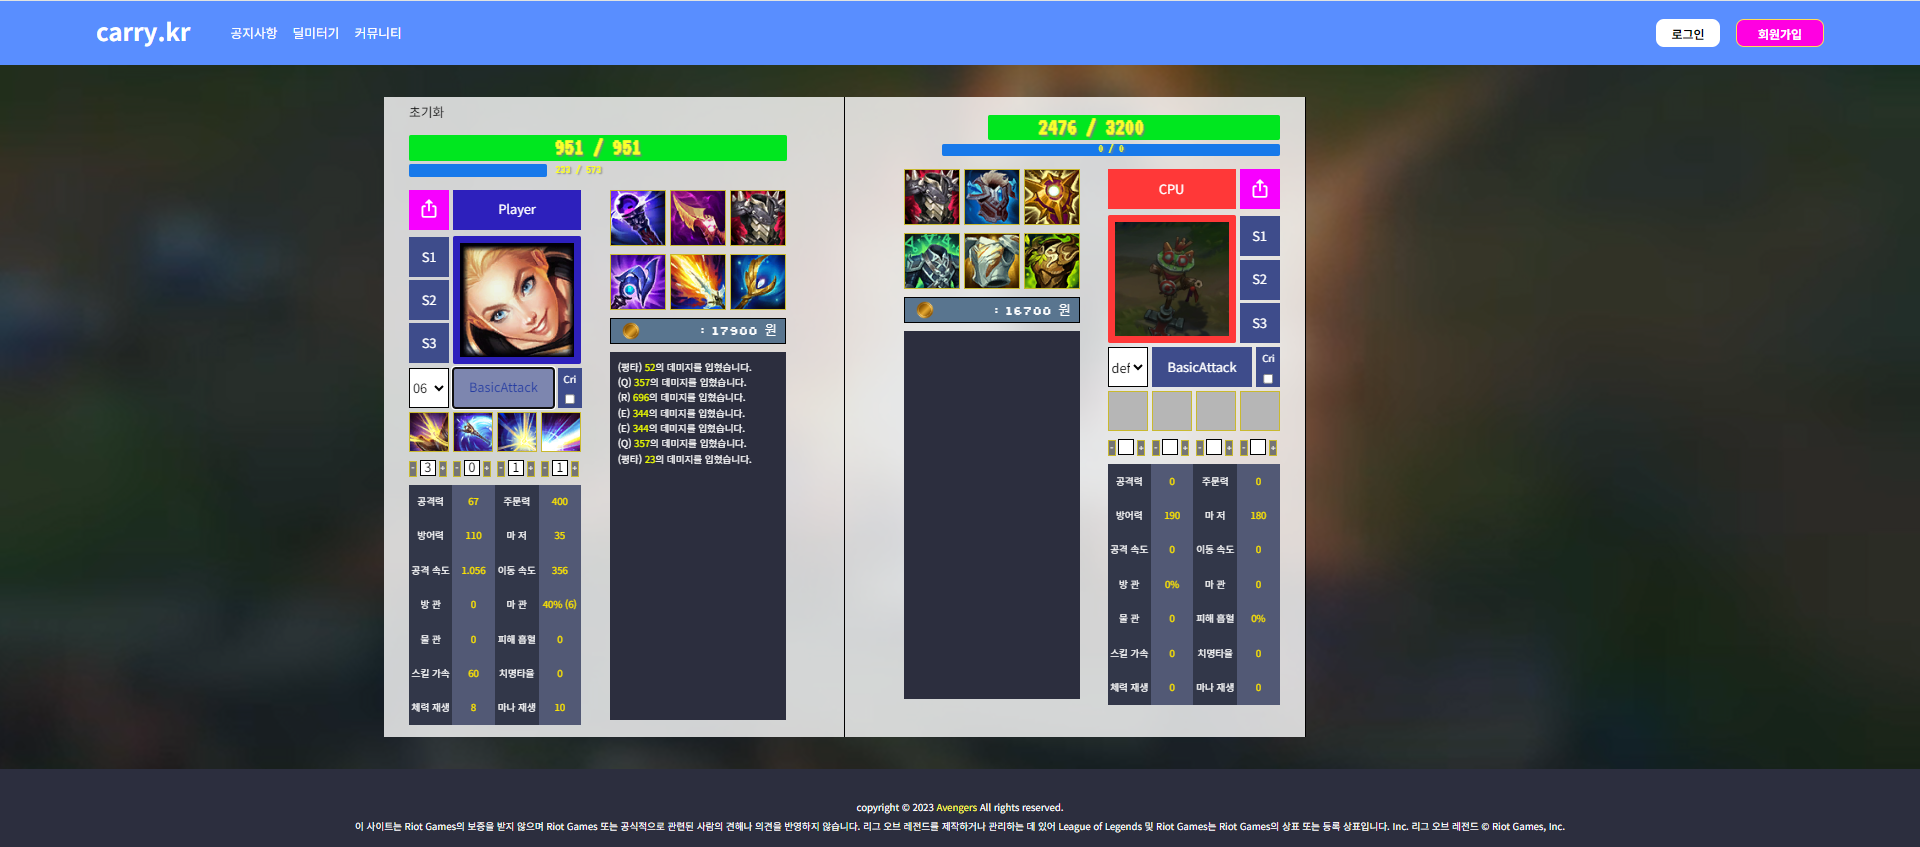 carry.kr 공지사항 딜미터기 커뮤니티 로그인 회원가입
초기화
951 / 951
233 / 573
Player
S1
S2
S3
06 BasicAttack Cri
- 3 + - 0 + - 1 + - 1 +
공격력 67 주문력 400
방어력 110 마 저 35
공격 속도 1.056 이동 속도 356
방 관 0 마 관 40% (6)
물 관 0 피해 흡혈 0
스킬 가속 60 치명타율 0
체력 재생 8 마나 재생 10
: 17900 원
(평타) 52의 데미지를 입혔습니다.
(Q) 357의 데미지를 입혔습니다.
(R) 696의 데미지를 입혔습니다.
(E) 344의 데미지를 입혔습니다.
(E) 344의 데미지를 입혔습니다.
(Q) 357의 데미지를 입혔습니다.
(평타) 23의 데미지를 입혔습니다.
2476 / 3200
0 / 0
: 16700 원
CPU
S1
S2
S3
def BasicAttack Cri
- + - + - + - +
공격력 0 주문력 0
방어력 190 마 저 180
공격 속도 0 이동 속도 0
방 관 0% 마 관 0
물 관 0 피해 흡혈 0%
스킬 가속 0 치명타율 0
체력 재생 0 마나 재생 0
copyright © 2023 Avengers All rights reserved.
이 사이트는 Riot Games의 보증을 받지 않으며 Riot Games 또는 공식적으로 관련된 사람의 견해나 의견을 반영하지 않습니다. 리그 오브 레전드를 제작하거나 관리하는 데 있어 League of Legends 및 Riot Games는 Riot Games의 상표 또는 등록 상표입니다. Inc. 리그 오브 레전드 © Riot Games, Inc.